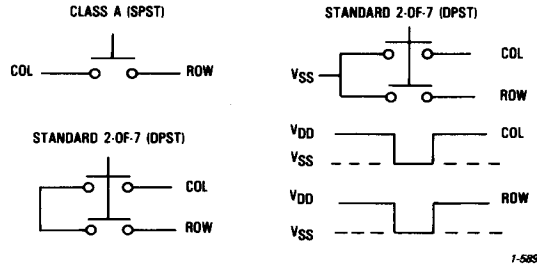 CLASS A (SPST)
COL
ROW
STANDARD 2-OF-7 (DPST)
COL
ROW
STANDARD 2-OF-7 (DPST)
VSS
COL
ROW
VDD
COL
VSS
VDD
ROW
VSS
1-589